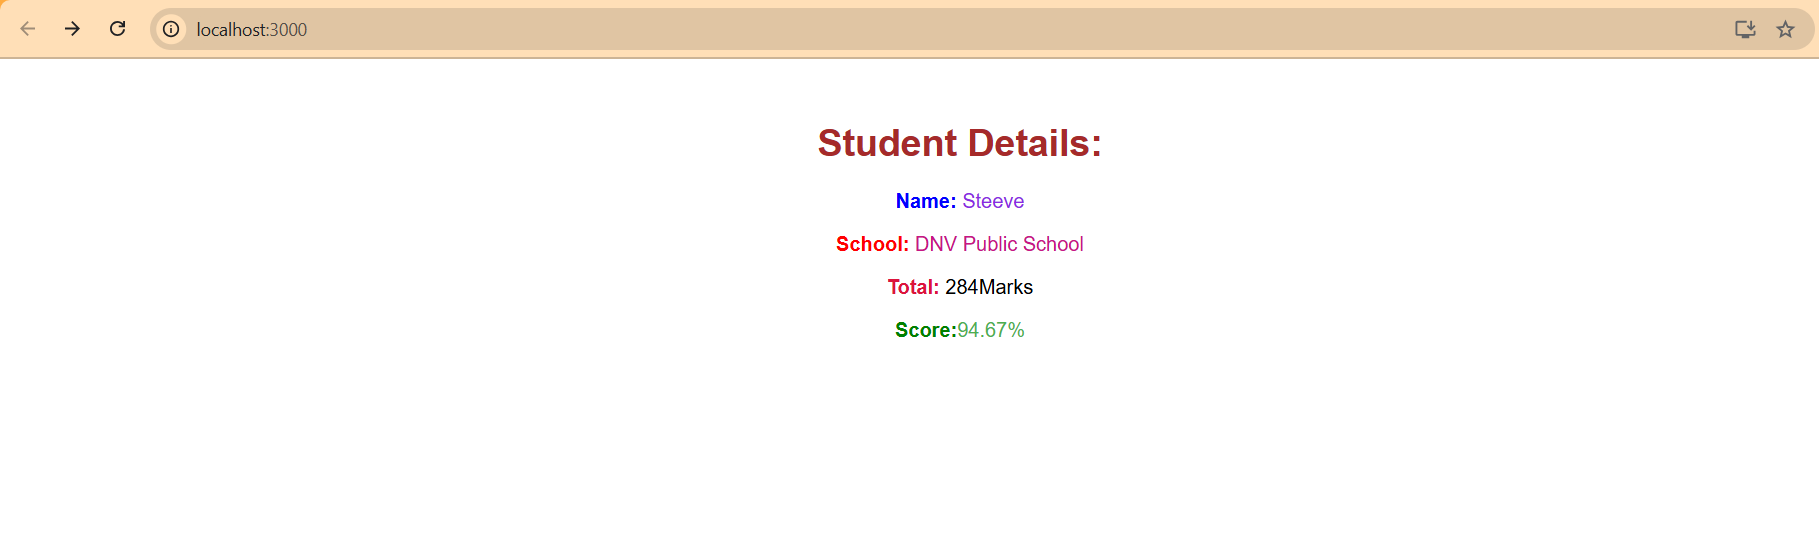 localhost:3000
Student Details:
Name: Steeve
School: DNV Public School
Total: 284Marks
Score:94.67%